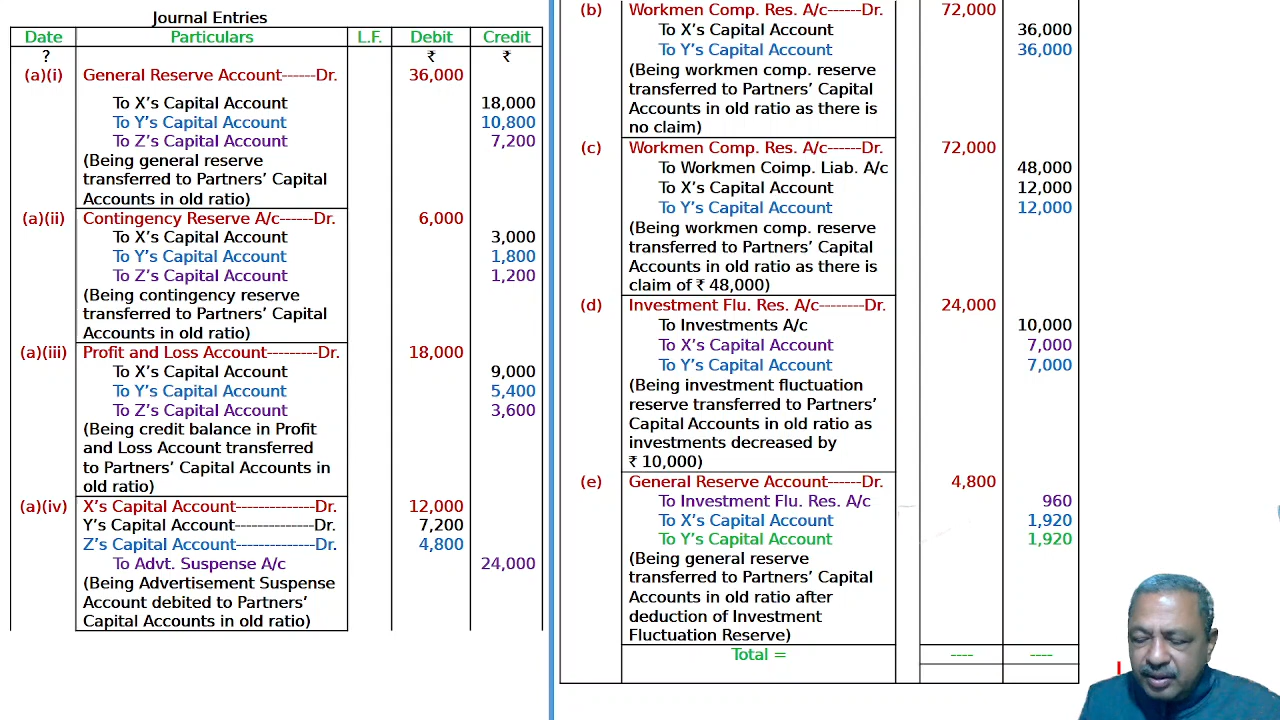 Journal Entries
Date Particulars L.F. Debit Credit
? ₹ ₹
(a)(i) General Reserve Account------Dr. 36,000
To X's Capital Account 18,000
To Y's Capital Account 10,800
To Z's Capital Account 7,200
(Being general reserve
transferred to Partners' Capital
Accounts in old ratio)
(a)(ii) Contingency Reserve A/c------Dr. 6,000
To X's Capital Account 3,000
To Y's Capital Account 1,800
To Z's Capital Account 1,200
(Being contingency reserve
transferred to Partners' Capital
Accounts in old ratio)
(a)(iii) Profit and Loss Account---------Dr. 18,000
To X's Capital Account 9,000
To Y's Capital Account 5,400
To Z's Capital Account 3,600
(Being credit balance in Profit
and Loss Account transferred
to Partners' Capital Accounts in
old ratio)
(a)(iv) X's Capital Account--------------Dr. 12,000
Y's Capital Account--------------Dr. 7,200
Z's Capital Account--------------Dr. 4,800
To Advt. Suspense A/c 24,000
(Being Advertisement Suspense
Account debited to Partners'
Capital Accounts in old ratio)
(b) Workmen Comp. Res. A/c------Dr. 72,000
To X's Capital Account 36,000
To Y's Capital Account 36,000
(Being workmen comp. reserve
transferred to Partners' Capital
Accounts in old ratio as there is
no claim)
(c) Workmen Comp. Res. A/c------Dr. 72,000
To Workmen Coimp. Liab. A/c 48,000
To X's Capital Account 12,000
To Y's Capital Account 12,000
(Being workmen comp. reserve
transferred to Partners' Capital
Accounts in old ratio as there is
claim of ₹ 48,000)
(d) Investment Flu. Res. A/c--------Dr. 24,000
To Investments A/c 10,000
To X's Capital Account 7,000
To Y's Capital Account 7,000
(Being investment fluctuation
reserve transferred to Partners'
Capital Accounts in old ratio as
investments decreased by
₹ 10,000)
(e) General Reserve Account------Dr. 4,800
To Investment Flu. Res. A/c 960
To X's Capital Account 1,920
To Y's Capital Account 1,920
(Being general reserve
transferred to Partners' Capital
Accounts in old ratio after
deduction of Investment
Fluctuation Reserve)
Total = ---- ----